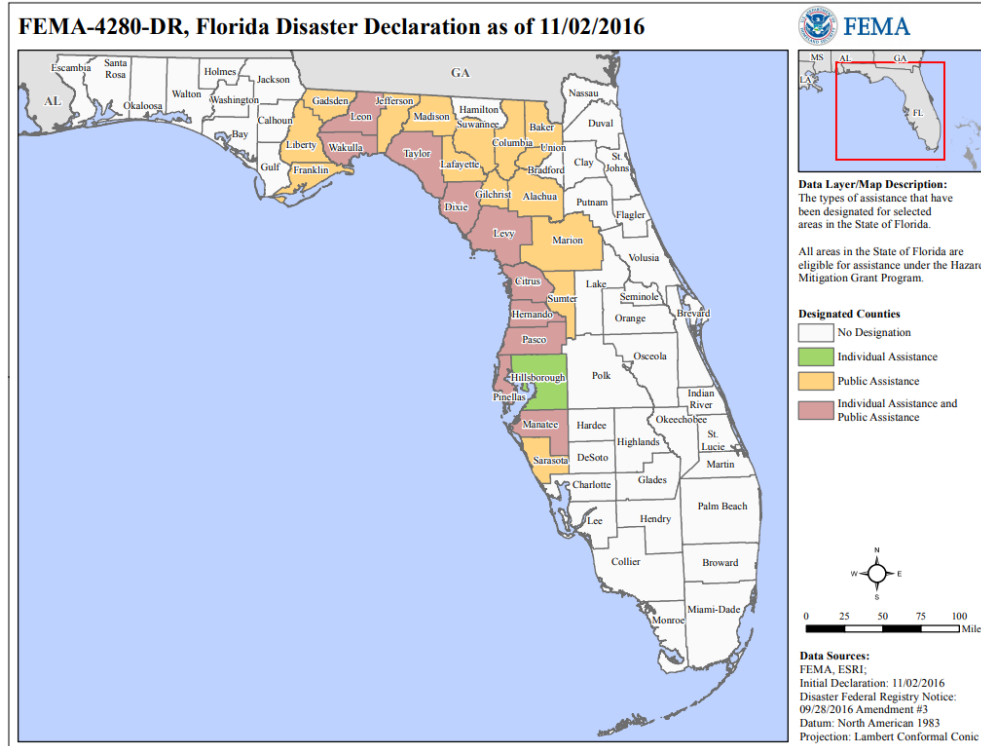 FEMA-4280-DR, Florida Disaster Declaration as of 11/02/2016
FEMA
GA
AL
Escambia
Santa
Rosa
Okaloosa
Walton
Holmes
Washington
Jackson
Bay
Calhoun
Gulf
Gadsden
Liberty
Franklin
Leon
Wakulla
Jefferson
Madison
Taylor
Hamilton
Suwannee
Lafayette
Columbia
Baker
Union
Bradford
Nassau
Duval
Clay
St.
Johns
Dixie
Gilchrist
Alachua
Putnam
Flagler
Levy
Marion
Volusia
Citrus
Sumter
Lake
Seminole
Hernando
Orange
Brevard
Pasco
Osceola
Hillsborough
Polk
Pinellas
Indian
River
Manatee
Hardee
Okeechobee
Highlands
St.
Lucie
Sarasota
DeSoto
Martin
Charlotte
Glades
Palm Beach
Lee
Hendry
Collier
Broward
Miami-Dade
Monroe
MS
AL
GA
LA
FL
Data Layer/Map Description:
The types of assistance that have
been designated for selected
areas in the State of Florida.
All areas in the State of Florida are
eligible for assistance under the Hazard
Mitigation Grant Program.
Designated Counties
No Designation
Individual Assistance
Public Assistance
Individual Assistance and
Public Assistance
N
W E
S
0 25 50 75 100
Mile
Data Sources:
FEMA, ESRI;
Initial Declaration: 11/02/2016
Disaster Federal Registry Notice:
09/28/2016 Amendment #3
Datum: North American 1983
Projection: Lambert Conformal Conic